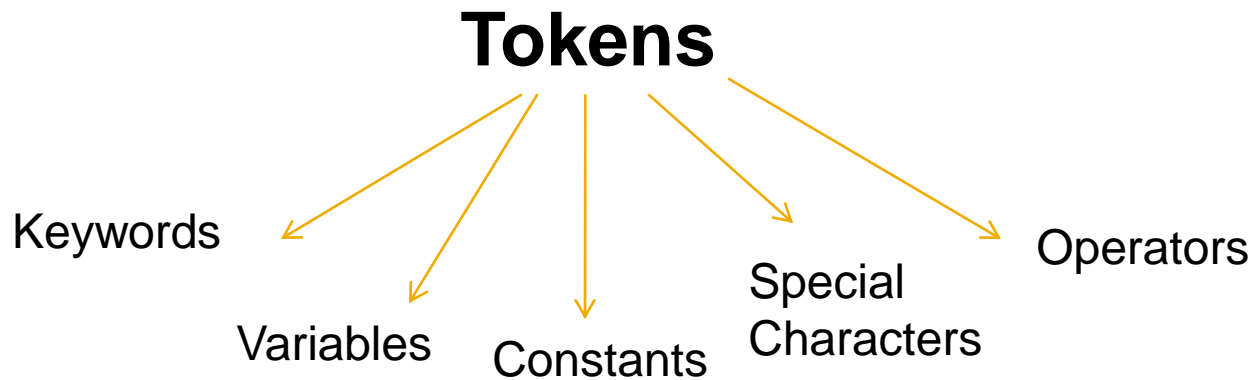 Tokens
Keywords
Variables
Constants
Special
Characters
Operators